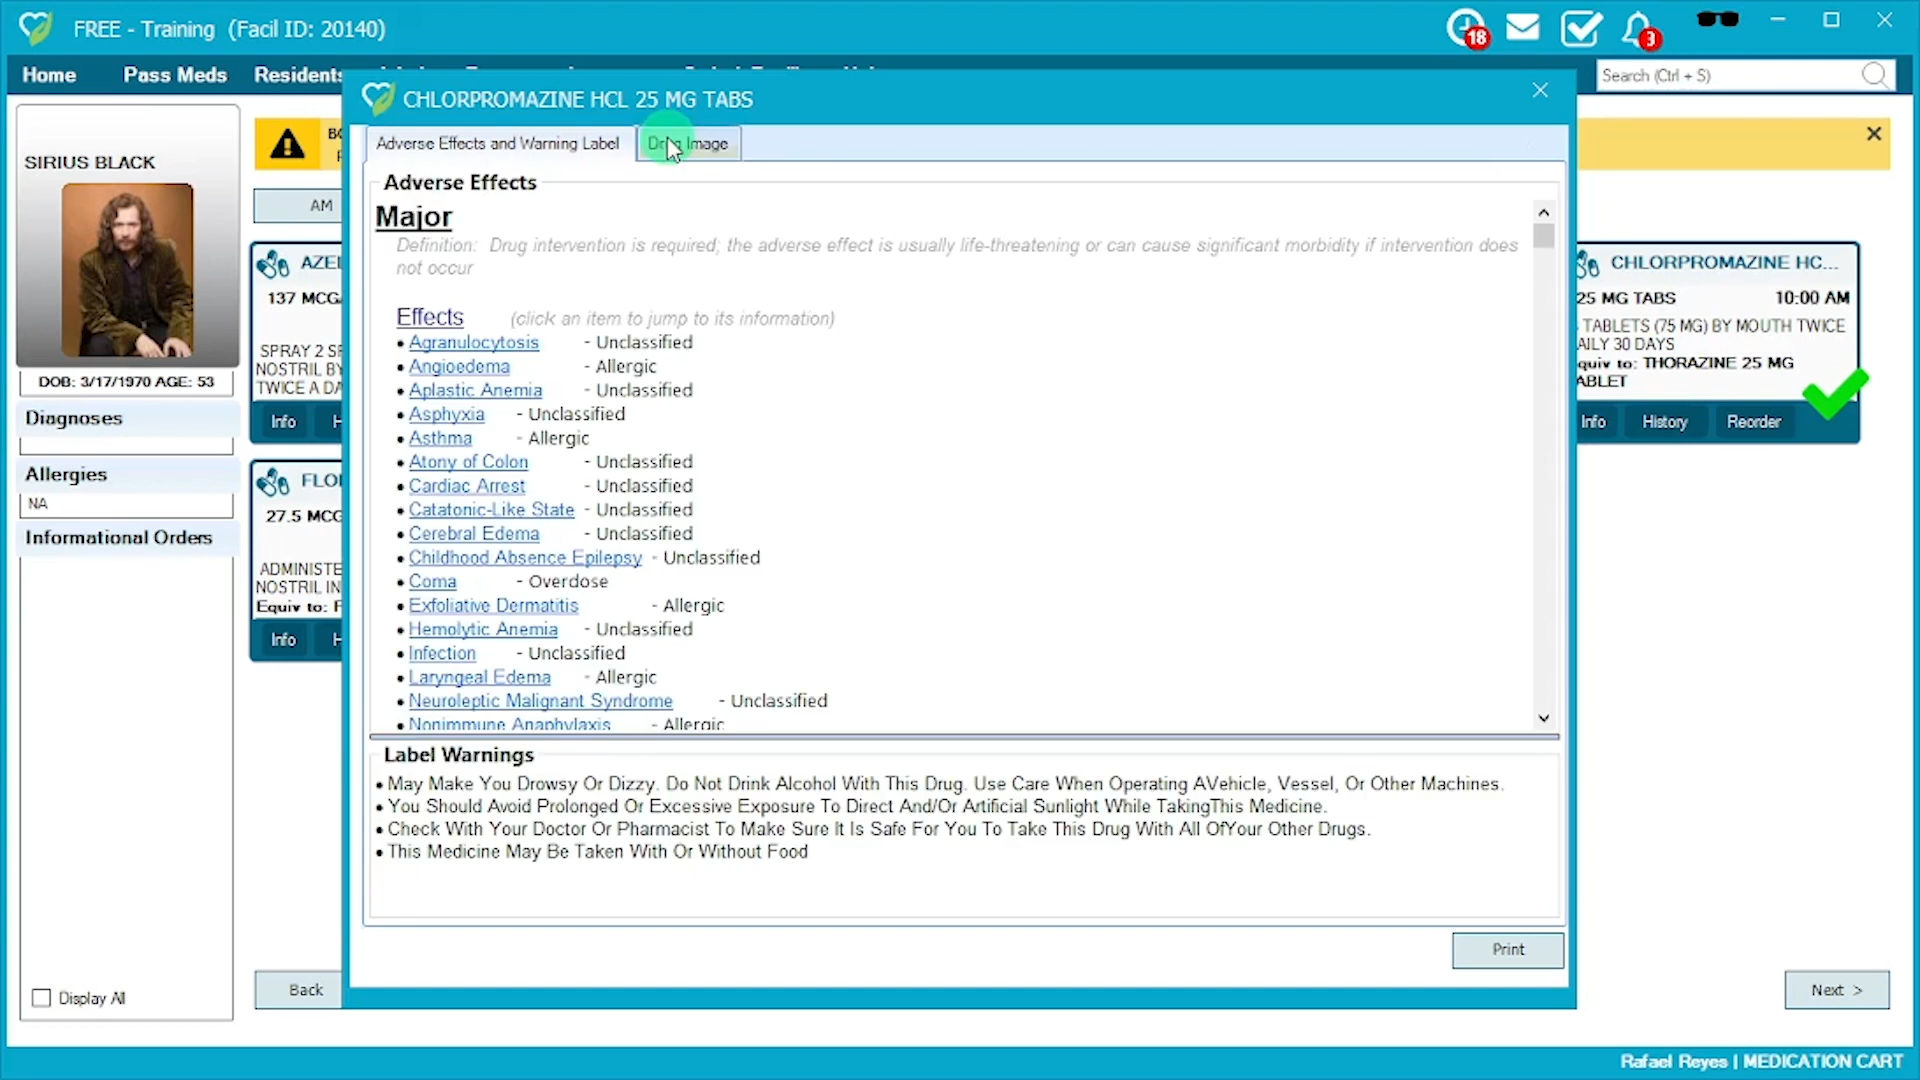 FREE - Training (Facil ID: 20140)
18
3
Home Pass Meds Residents
Search (Ctrl + S)
CHLORPROMAZINE HCL 25 MG TABS
Adverse Effects and Warning Label
Drug Image
SIRIUS BLACK
DOB: 3/17/1970 AGE: 53
Diagnoses
Allergies
NA
Informational Orders
Display All
AM
137 MCG
SPRAY 2
NOSTRIL BY
TWICE A
Info
27.5 MCG
NOSTRIL IN
Equiv to:
Info
Back
Adverse Effects
Major
Definition: Drug intervention is required; the adverse effect is usually life-threatening or can cause significant morbidity if intervention does
not occur
Effects (click an item to jump to its information)
• Agranulocytosis - Unclassified
• Angioedema - Allergic
• Aplastic Anemia - Unclassified
• Asphyxia - Unclassified
• Asthma - Allergic
• Atony of Colon - Unclassified
• Cardiac Arrest - Unclassified
• Catatonic-Like State - Unclassified
• Cerebral Edema - Unclassified
• Childhood Absence Epilepsy - Unclassified
• Coma - Overdose
• Exfoliative Dermatitis - Allergic
• Hemolytic Anemia - Unclassified
• Infection - Unclassified
• Laryngeal Edema - Allergic
• Neuroleptic Malignant Syndrome - Unclassified
• Nonimmune Anaphylaxis - Allergic
Label Warnings
• May Make You Drowsy Or Dizzy. Do Not Drink Alcohol With This Drug. Use Care When Operating AVehicle, Vessel, Or Other Machines.
• You Should Avoid Prolonged Or Excessive Exposure To Direct And/Or Artificial Sunlight While TakingThis Medicine.
• Check With Your Doctor Or Pharmacist To Make Sure It Is Safe For You To Take This Drug With All OfYour Other Drugs.
• This Medicine May Be Taken With Or Without Food
Print
CHLORPROMAZINE HC...
25 MG TABS 10:00 AM
TABLETS (75 MG) BY MOUTH TWICE
AILY 30 DAYS
Equiv to: THORAZINE 25 MG
ABLET
Info History Reorder
Next >
Rafael Reyes | MEDICATION CART